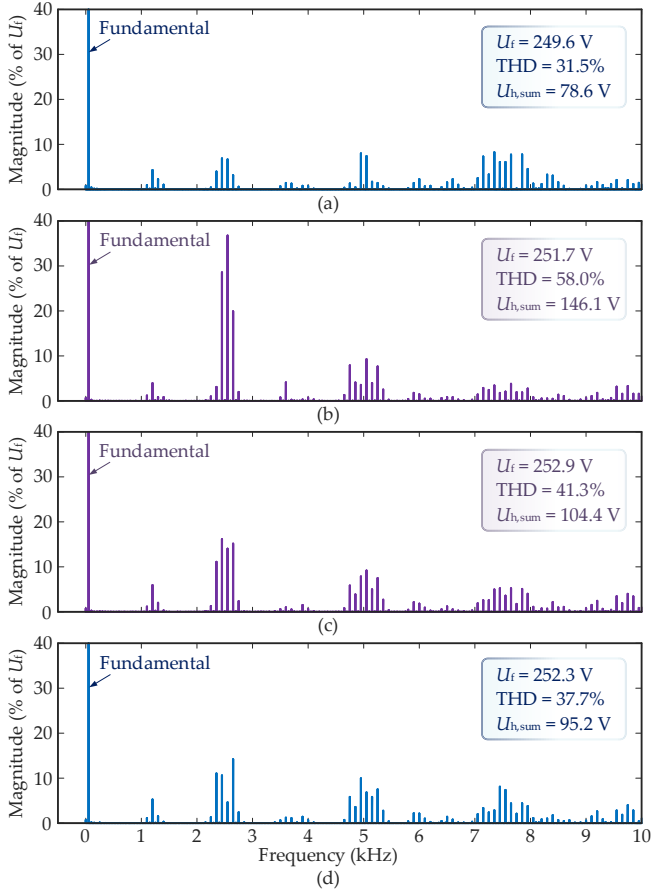 Magnitude (% of Uf)
40
30
20
10
0
Fundamental
Uf = 249.6 V
THD = 31.5%
Uh,sum = 78.6 V
(a)
Magnitude (% of Uf)
40
30
20
10
0
Fundamental
Uf = 251.7 V
THD = 58.0%
Uh,sum = 146.1 V
(b)
Magnitude (% of Uf)
40
30
20
10
0
Fundamental
Uf = 252.9 V
THD = 41.3%
Uh,sum = 104.4 V
(c)
Magnitude (% of Uf)
40
30
20
10
0
Fundamental
Uf = 252.3 V
THD = 37.7%
Uh,sum = 95.2 V
0 1 2 3 4 5 6 7 8 9 10
Frequency (kHz)
(d)